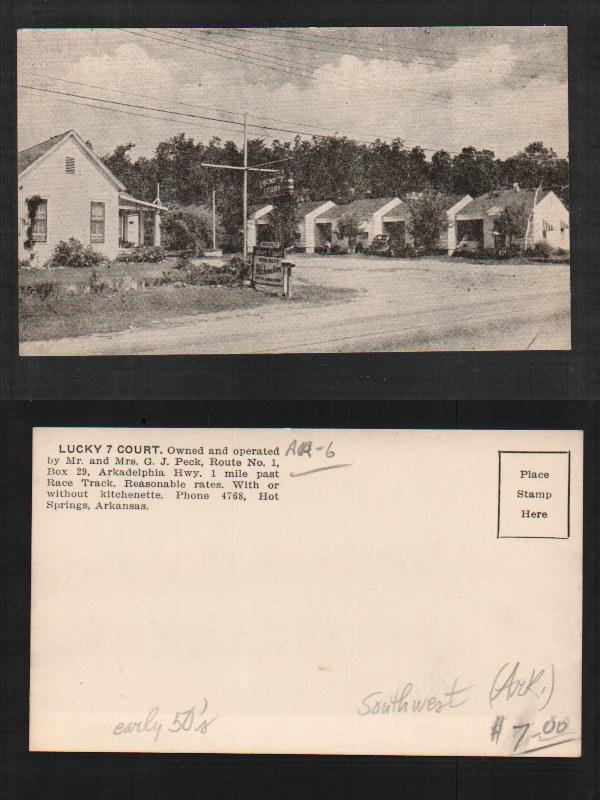 COURT
LUCKY 7 COURT. Owned and operated
by Mr. and Mrs. G. J. Peck, Route No. 1,
Box 29, Arkadelphia Hwy. 1 mile past
Race Track. Reasonable rates. With or
without kitchenette. Phone 4768, Hot
Springs, Arkansas.
AR-6
Place
Stamp
Here
Southwest (Ark.)
early 50's
$7.00